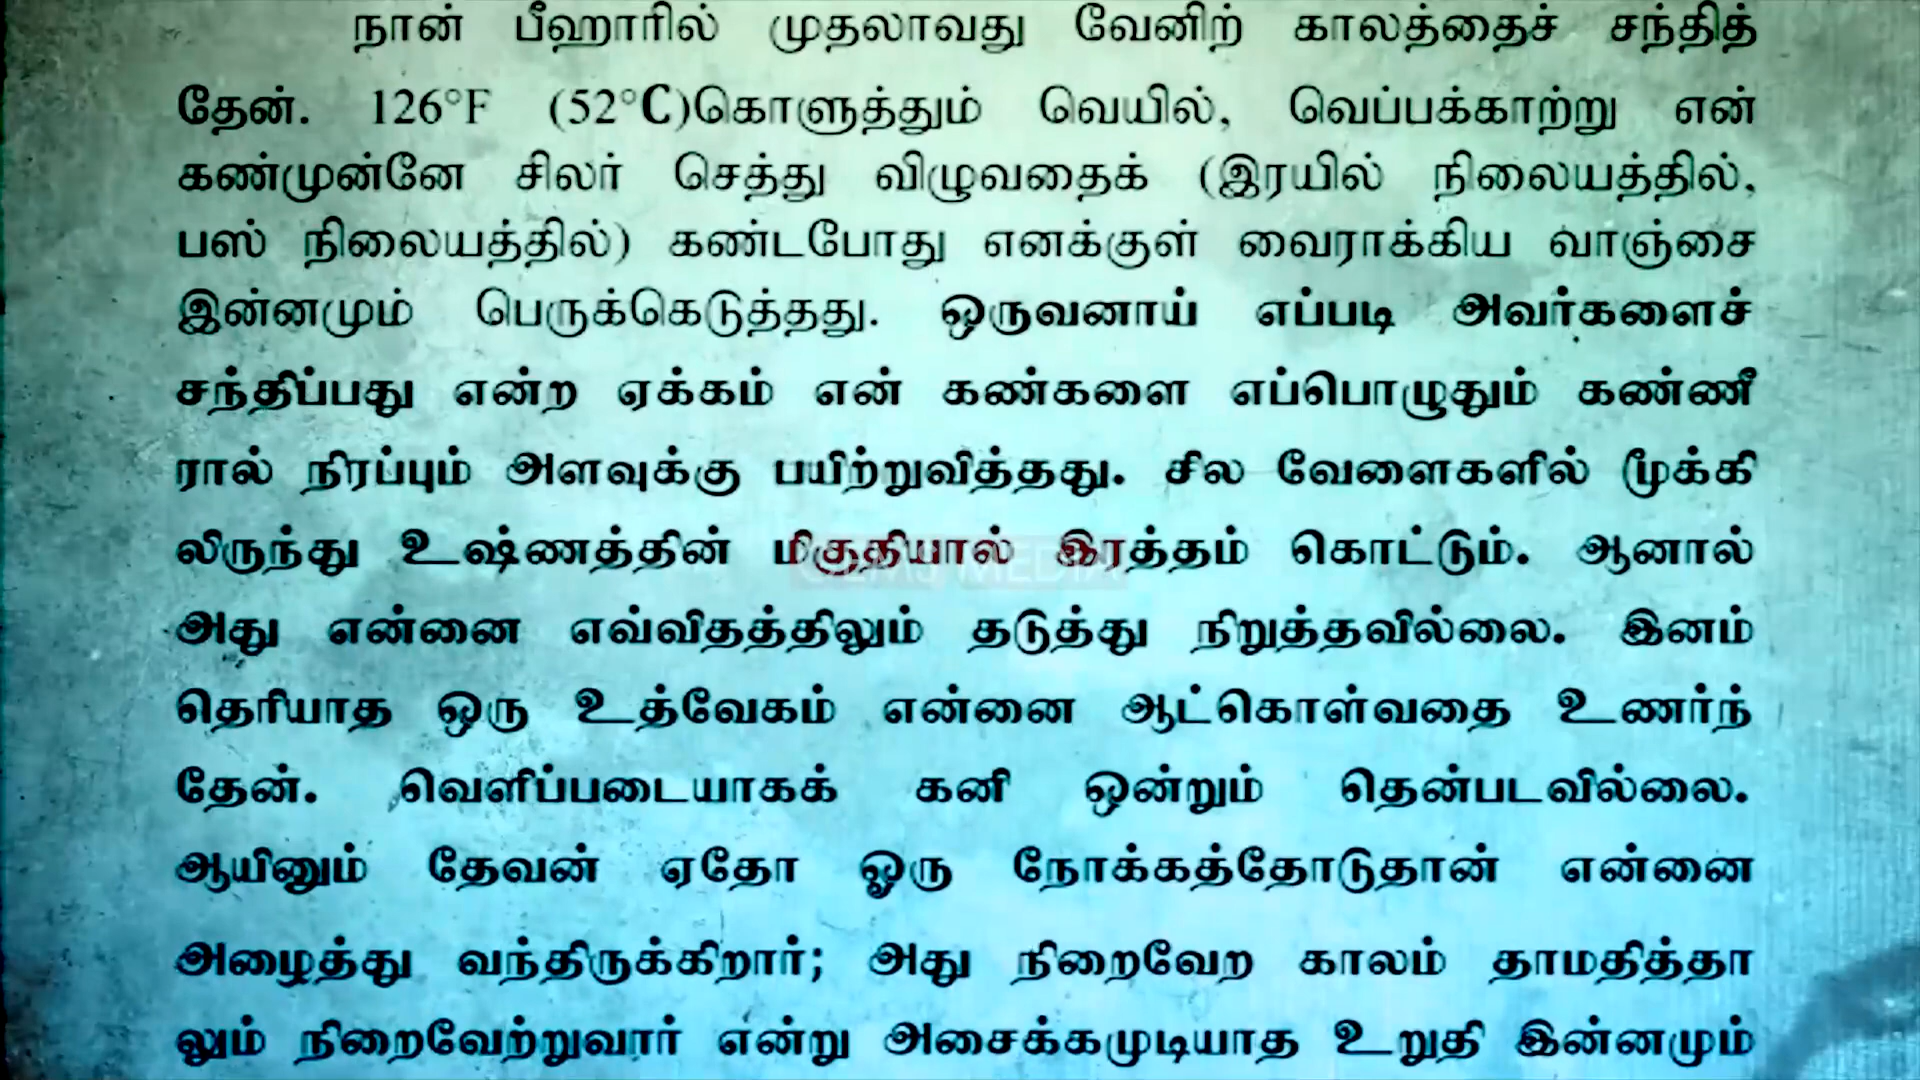 நான் பீஹாரில் முதலாவது வேனிற் காலத்தைச் சந்தித்
தேன். 126°F (52°C)கொளுத்தும் வெயில், வெப்பக்காற்று என்
கண்முன்னே சிலர் செத்து விழுவதைக் (இரயில் நிலையத்தில்,
பஸ் நிலையத்தில்) கண்டபோது எனக்குள் வைராக்கிய வாஞ்சை
இன்னமும் பெருக்கெடுத்தது. ஒருவனாய் எப்படி அவர்களைச்
சந்திப்பது என்ற ஏக்கம் என் கண்களை எப்பொழுதும் கண்ணீ
ரால் நிரப்பும் அளவுக்கு பயிற்றுவித்தது. சில வேளைகளில் மூக்கி
லிருந்து உஷ்ணத்தின் மிகுதியால் இரத்தம் கொட்டும். ஆனால்
GEMS MEDIA
அது என்னை எவ்விதத்திலும் தடுத்து நிறுத்தவில்லை. இனம்
தெரியாத ஒரு உத்வேகம் என்னை ஆட்கொள்வதை உணர்ந்
தேன். வெளிப்படையாகக் கனி ஒன்றும் தென்படவில்லை.
ஆயினும் தேவன் ஏதோ ஓரு நோக்கத்தோடுதான் என்னை
அழைத்து வந்திருக்கிறார்; அது நிறைவேற காலம் தாமதித்தா
லும் நிறைவேற்றுவார் என்று அசைக்கமுடியாத உறுதி இன்னமும்